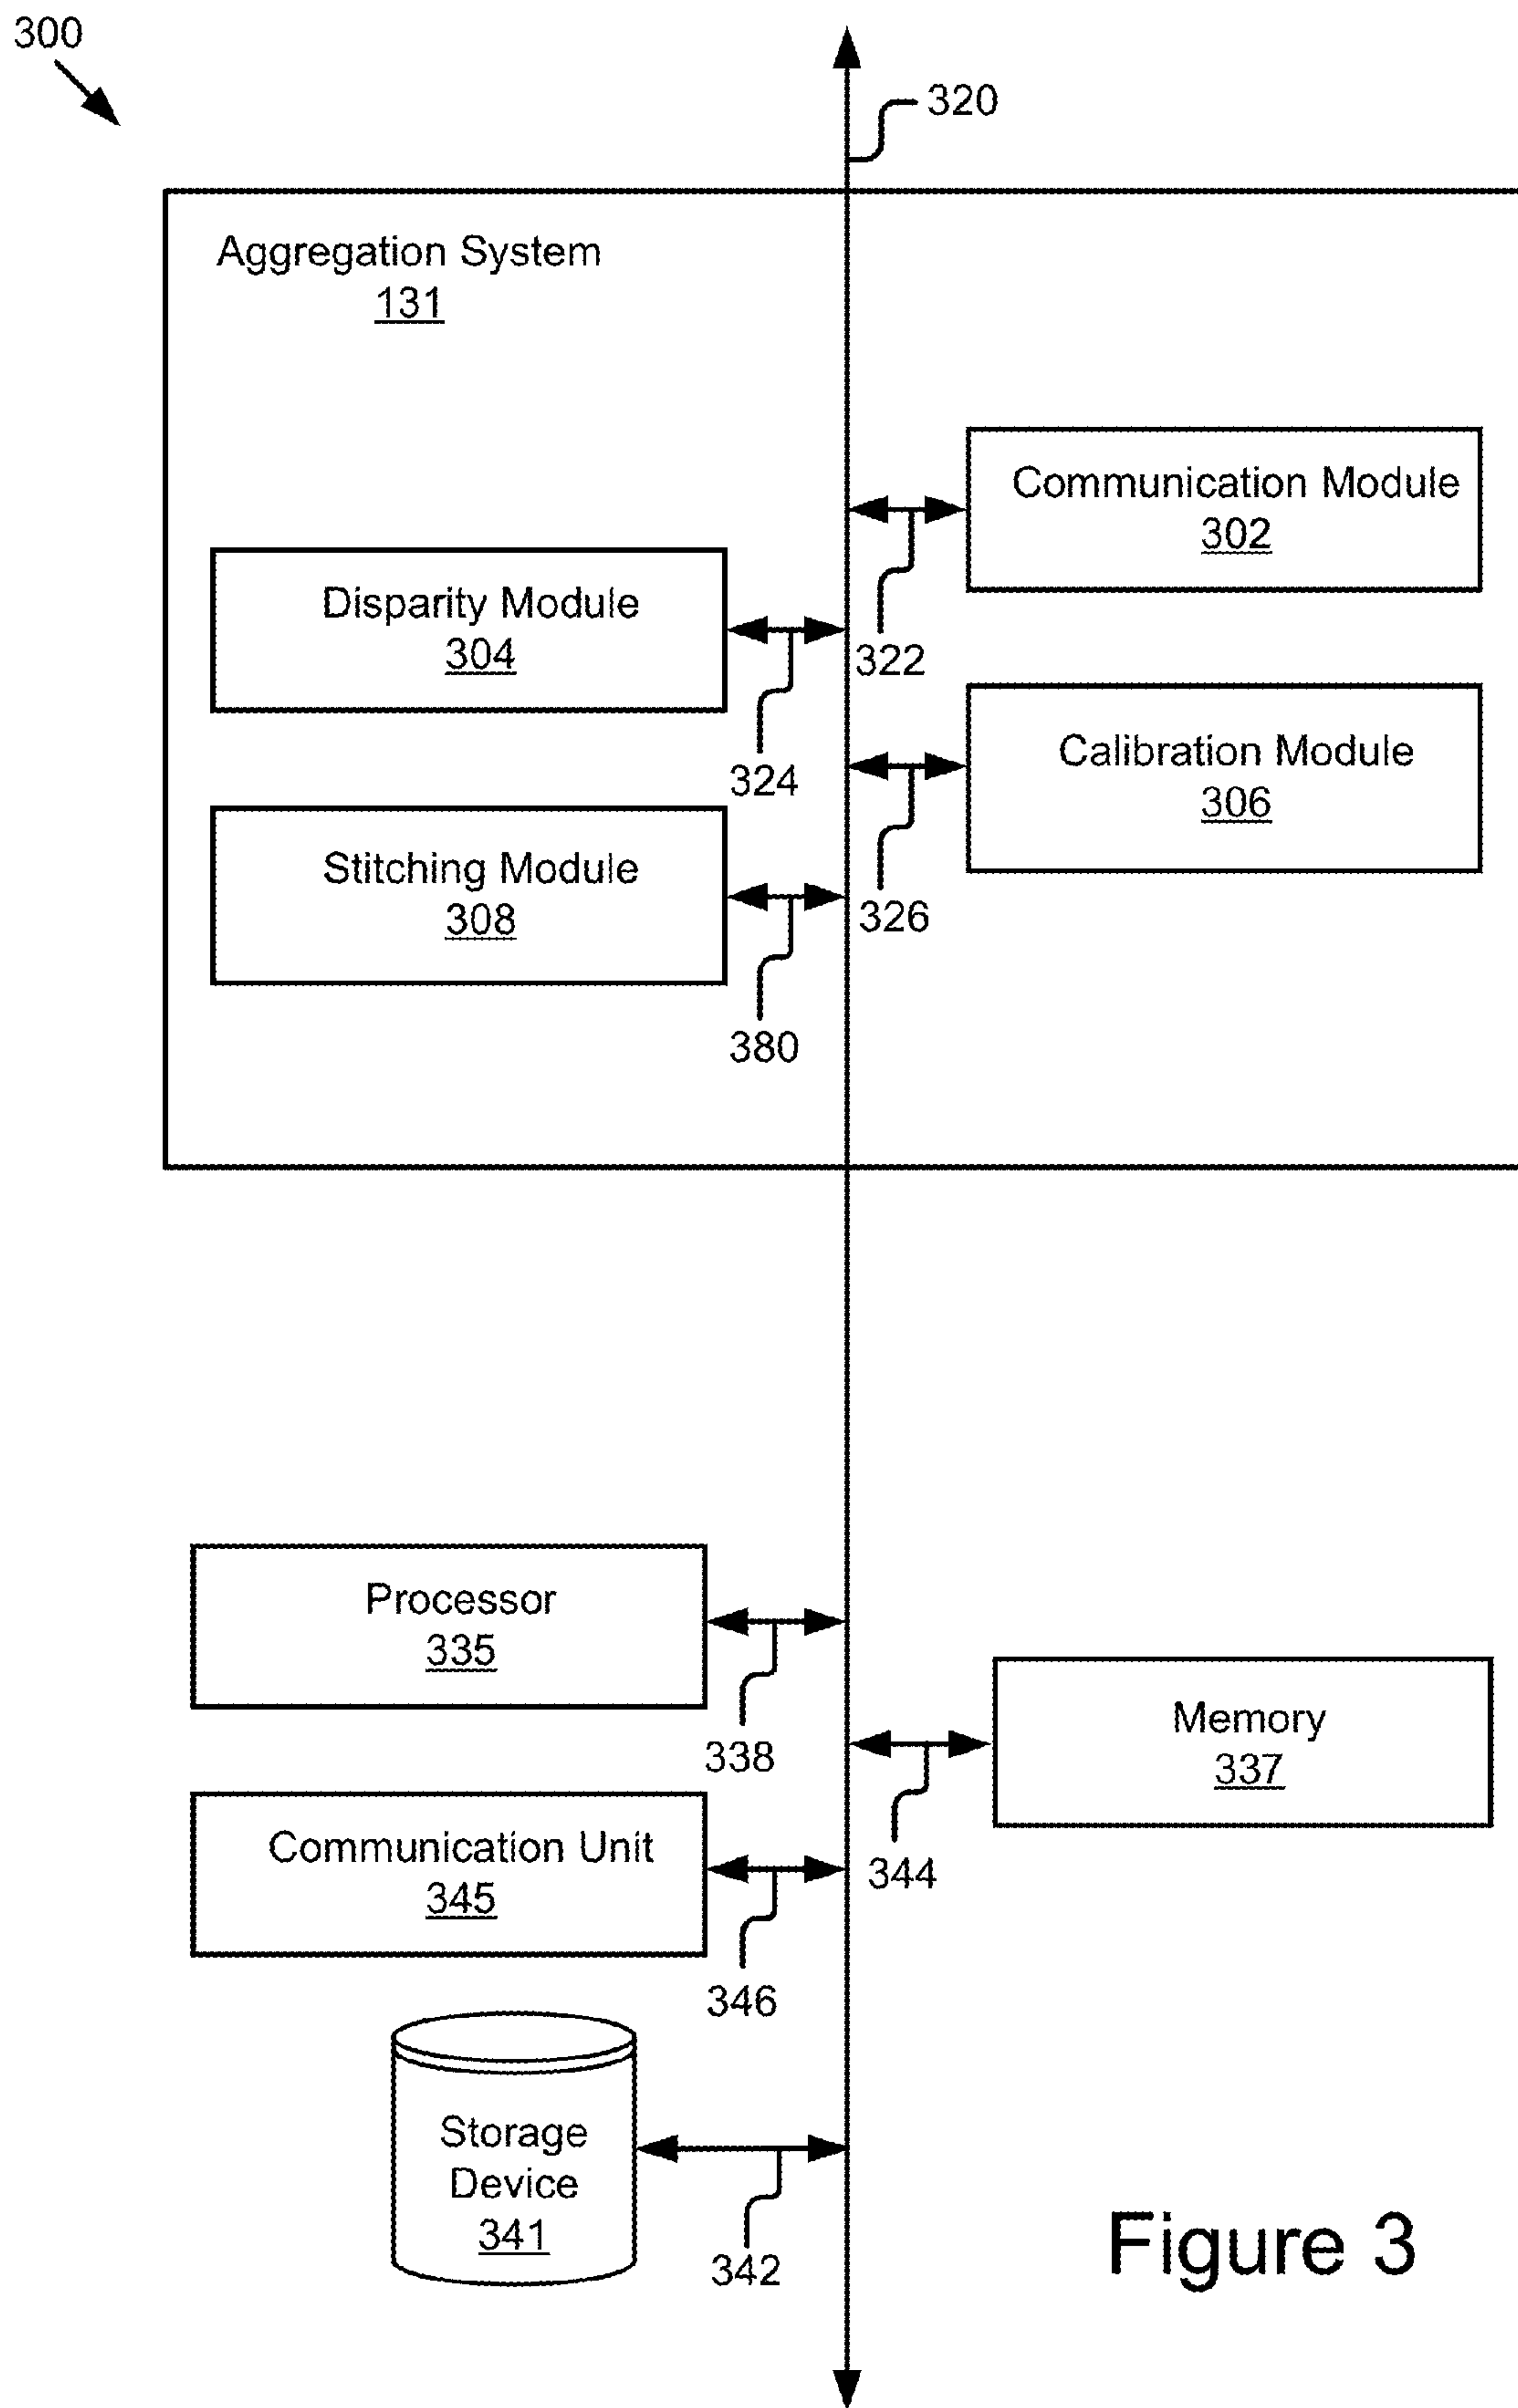 300
320
Aggregation System
131
Communication Module
302
322
Disparity Module
304
324
Calibration Module
306
326
Stitching Module
308
380
Processor
335
338
Memory
337
344
Communication Unit
345
346
Storage
Device
341
342
Figure 3